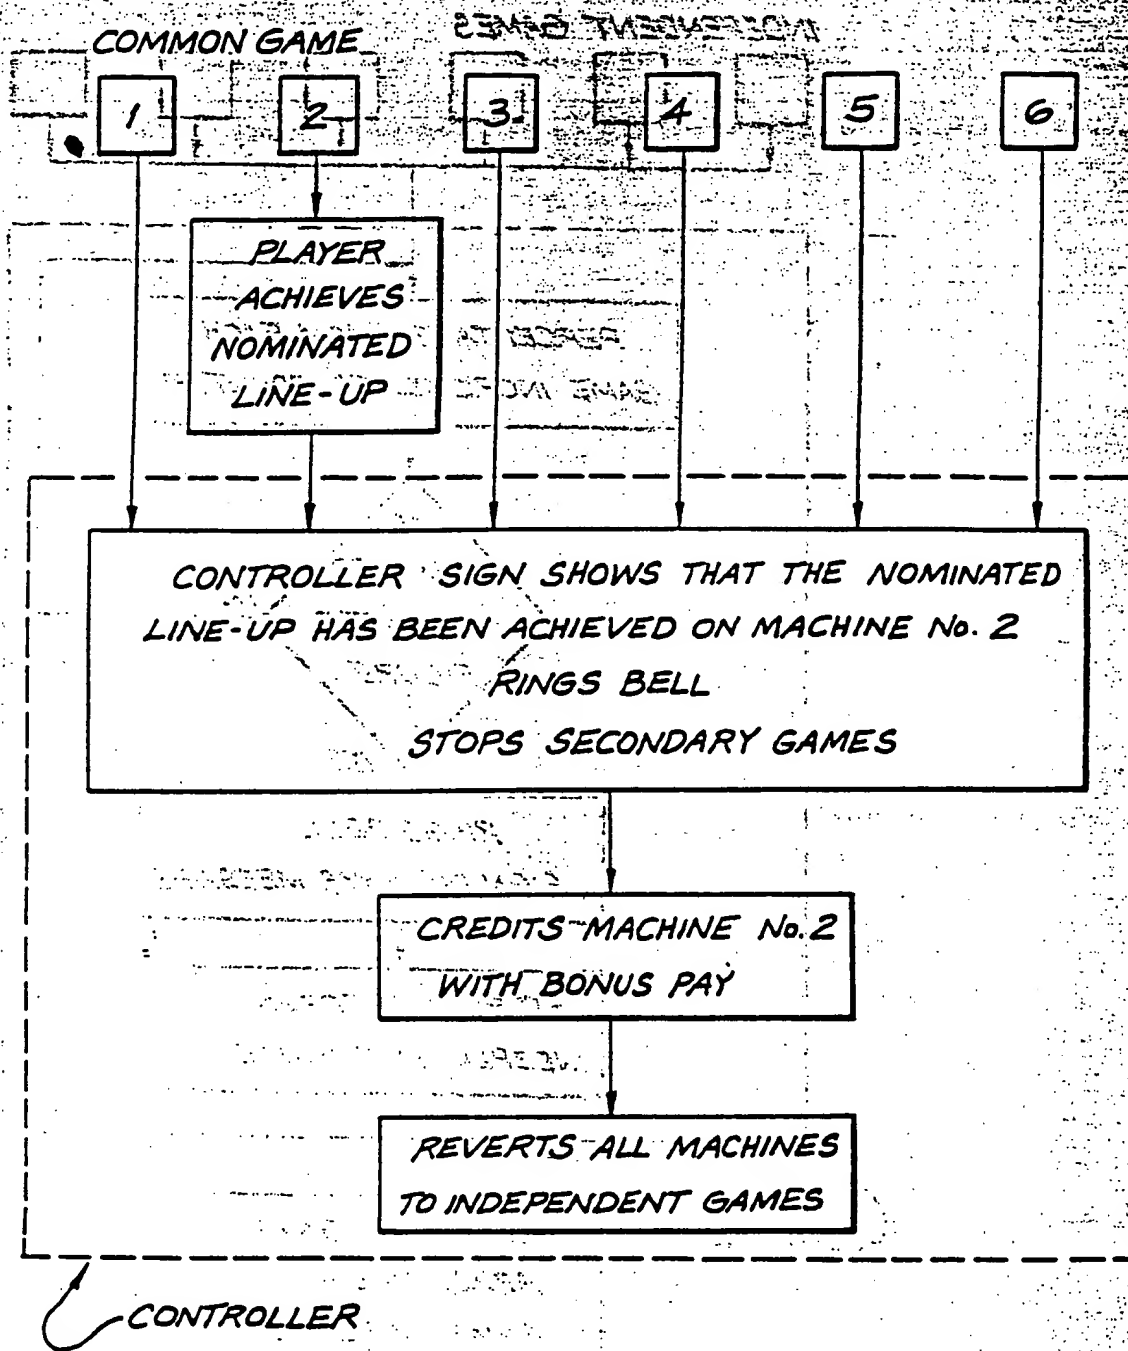 COMMON GAME
1 2 3 4 5 6
PLAYER
ACHIEVES
NOMINATED
LINE-UP
CONTROLLER SIGN SHOWS THAT THE NOMINATED
LINE-UP HAS BEEN ACHIEVED ON MACHINE No. 2
RINGS BELL
STOPS SECONDARY GAMES
CREDITS MACHINE No. 2
WITH BONUS PAY
REVERTS ALL MACHINES
TO INDEPENDENT GAMES
CONTROLLER